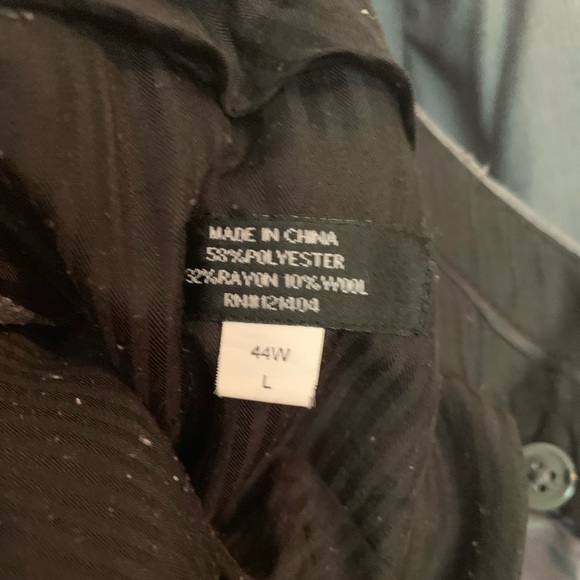 MADE IN CHINA
58%POLYESTER
32%RAYON 10%WOOL
RN#121404
44W
L